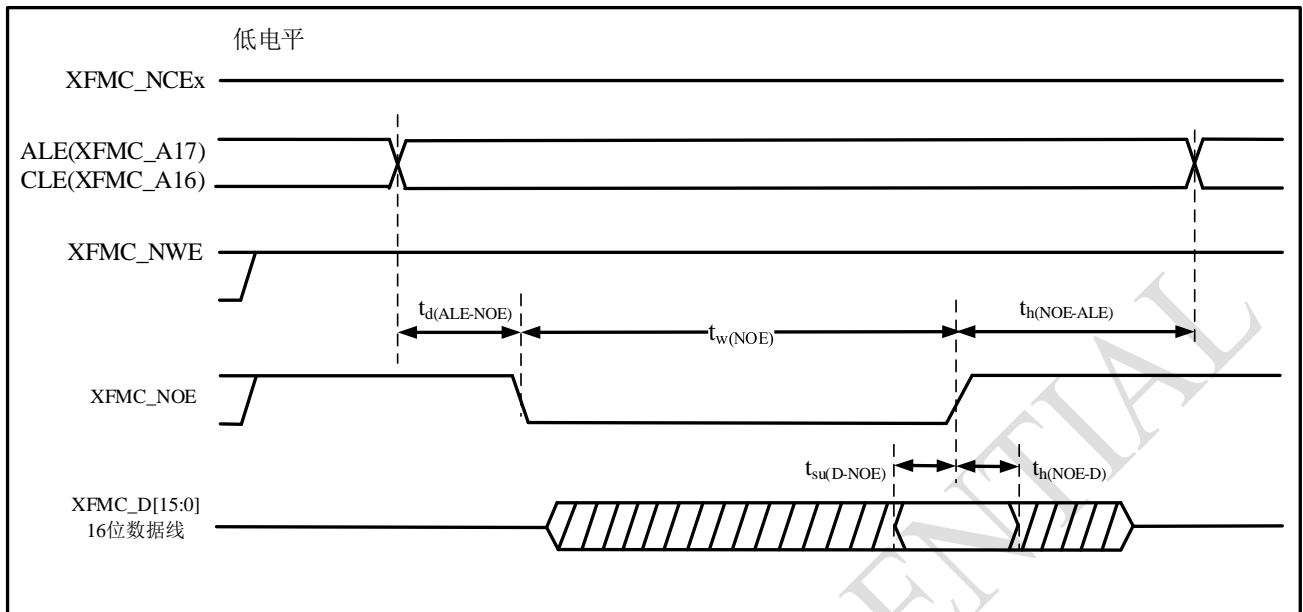 低电平
XFMC_NCEx
ALE(XFMC_A17)
CLE(XFMC_A16)
XFMC_NWE
td(ALE-NOE)
tw(NOE)
th(NOE-ALE)
XFMC_NOE
tsu(D-NOE)
th(NOE-D)
XFMC_D[15:0]
16位数据线
ENTIAL